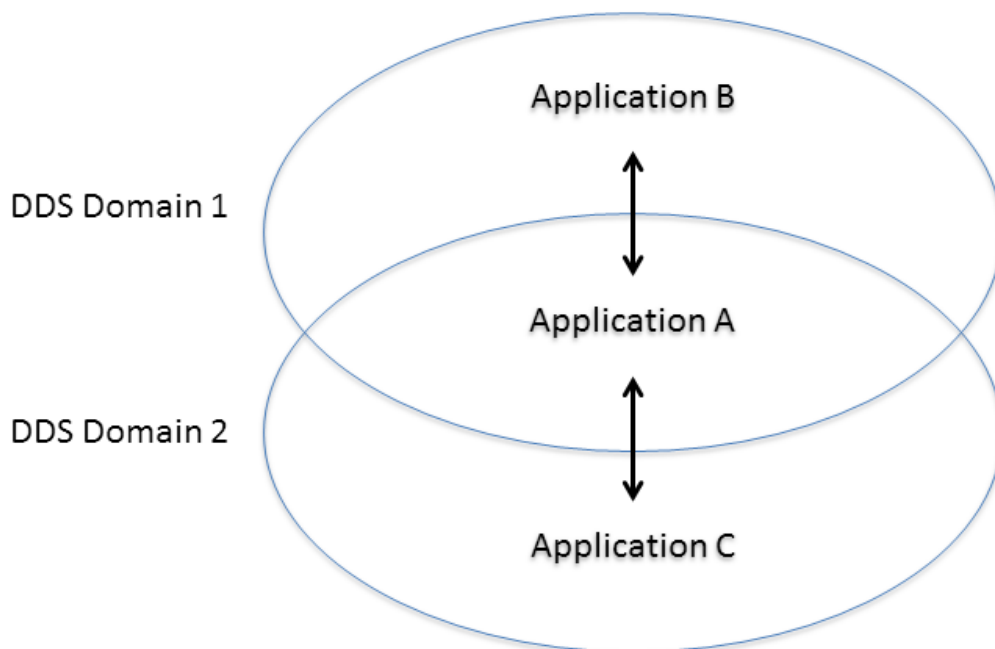 Application B
DDS Domain 1
Application A
DDS Domain 2
Application C